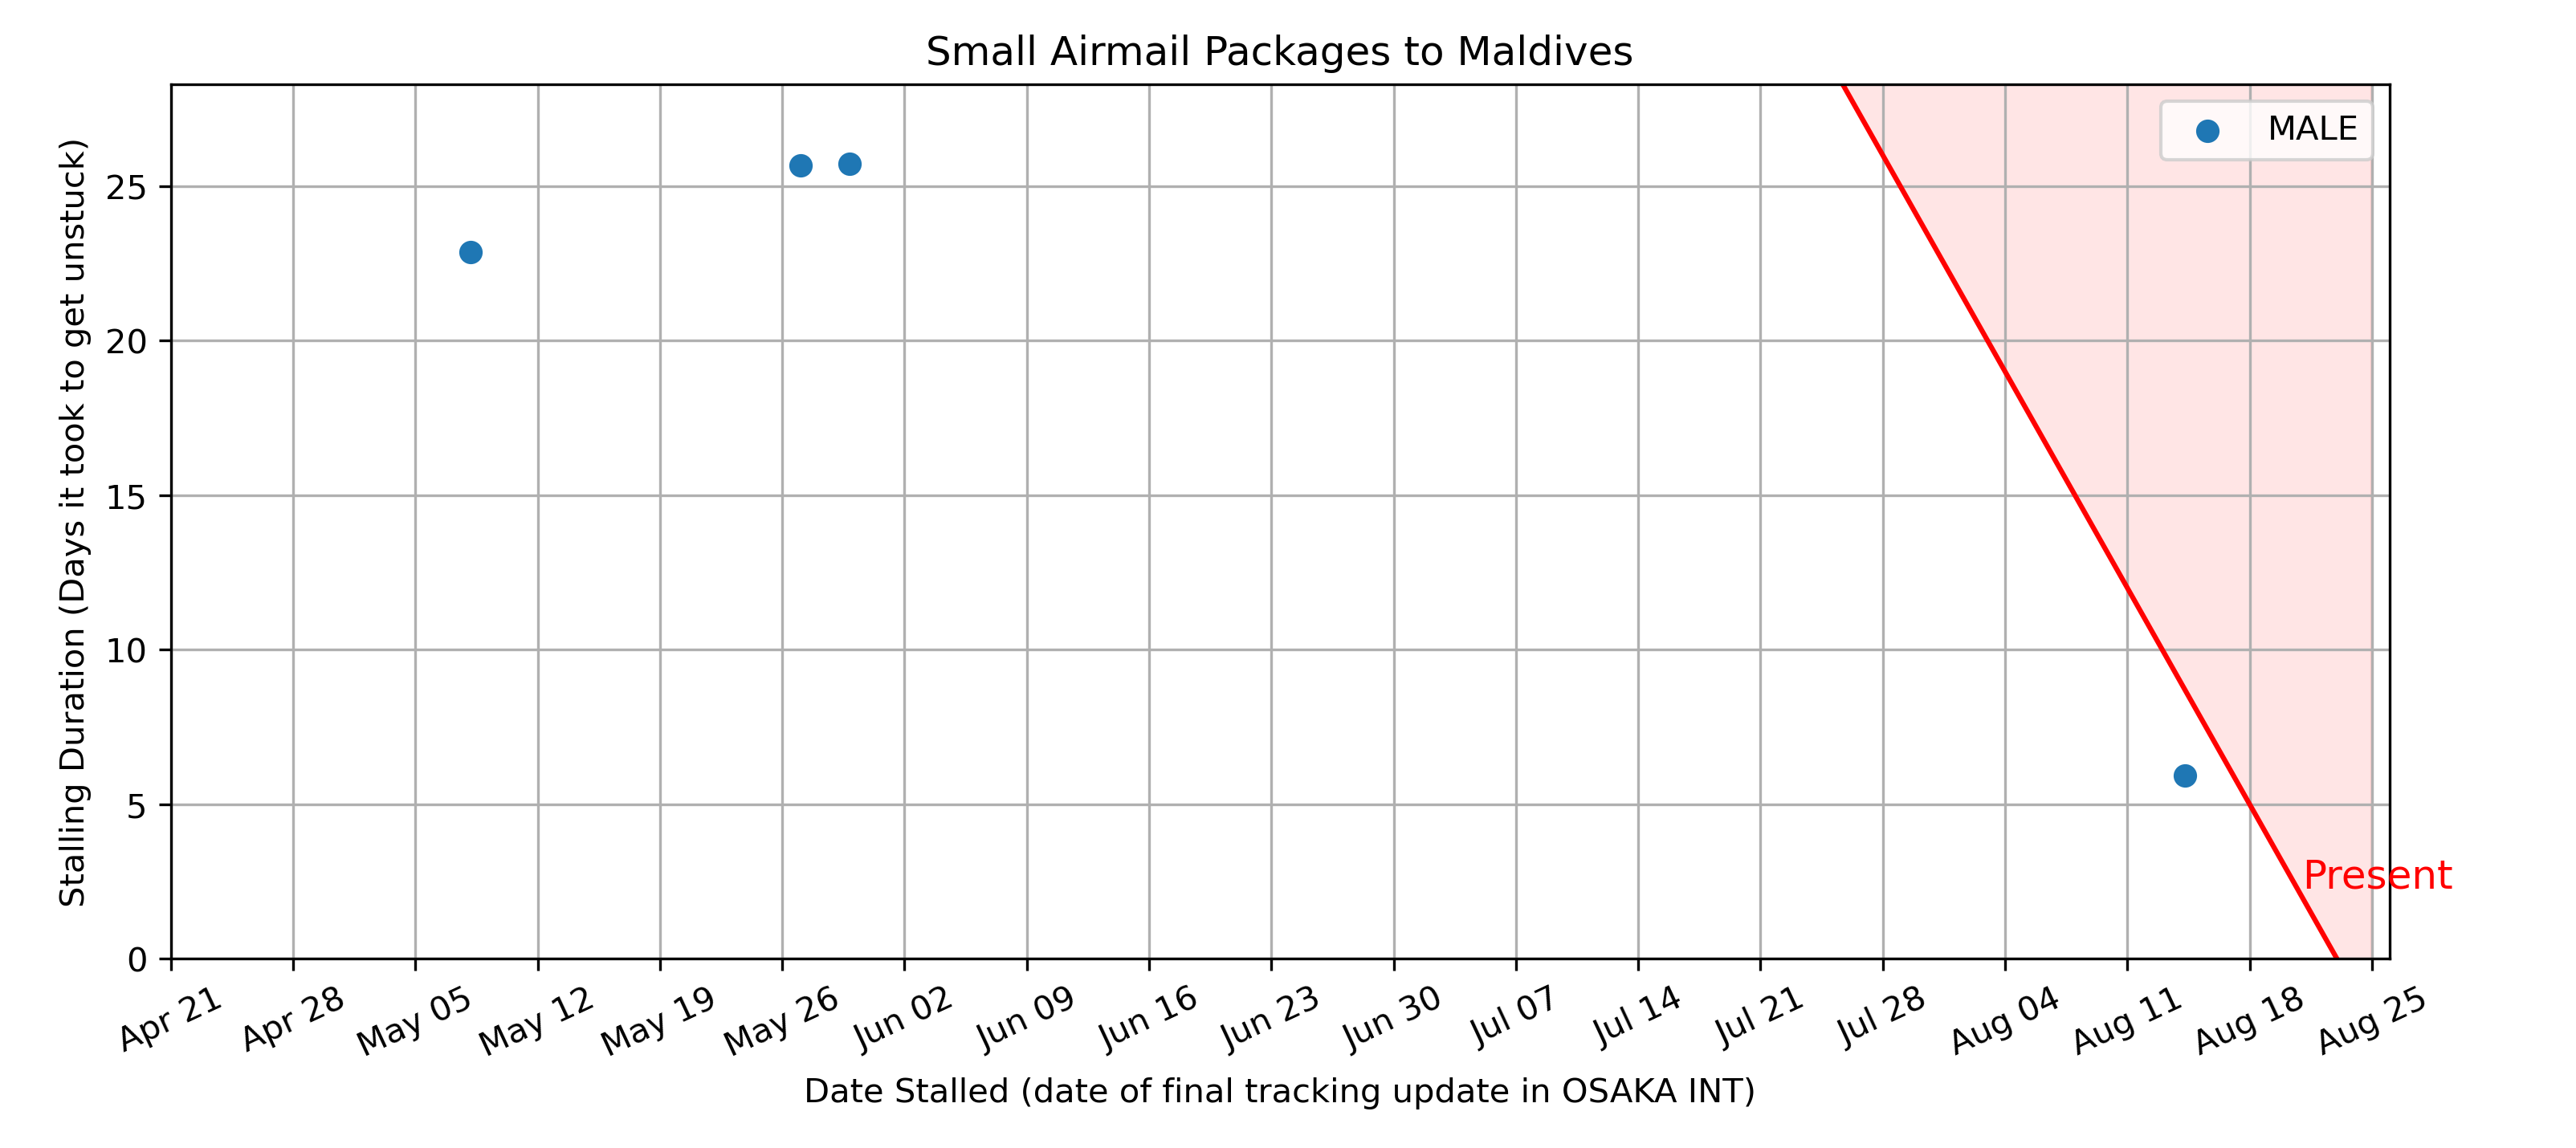 Small Airmail Packages to Maldives
MALE
Stalling Duration (Days it took to get unstuck)
25
20
15
10
5
0
Present
Apr 21
Apr 28
May 05
May 12
May 19
May 26
Jun 02
Jun 09
Jun 16
Jun 23
Jun 30
Jul 07
Jul 14
Jul 21
Jul 28
Aug 04
Aug 11
Aug 18
Aug 25
Date Stalled (date of final tracking update in OSAKA INT)